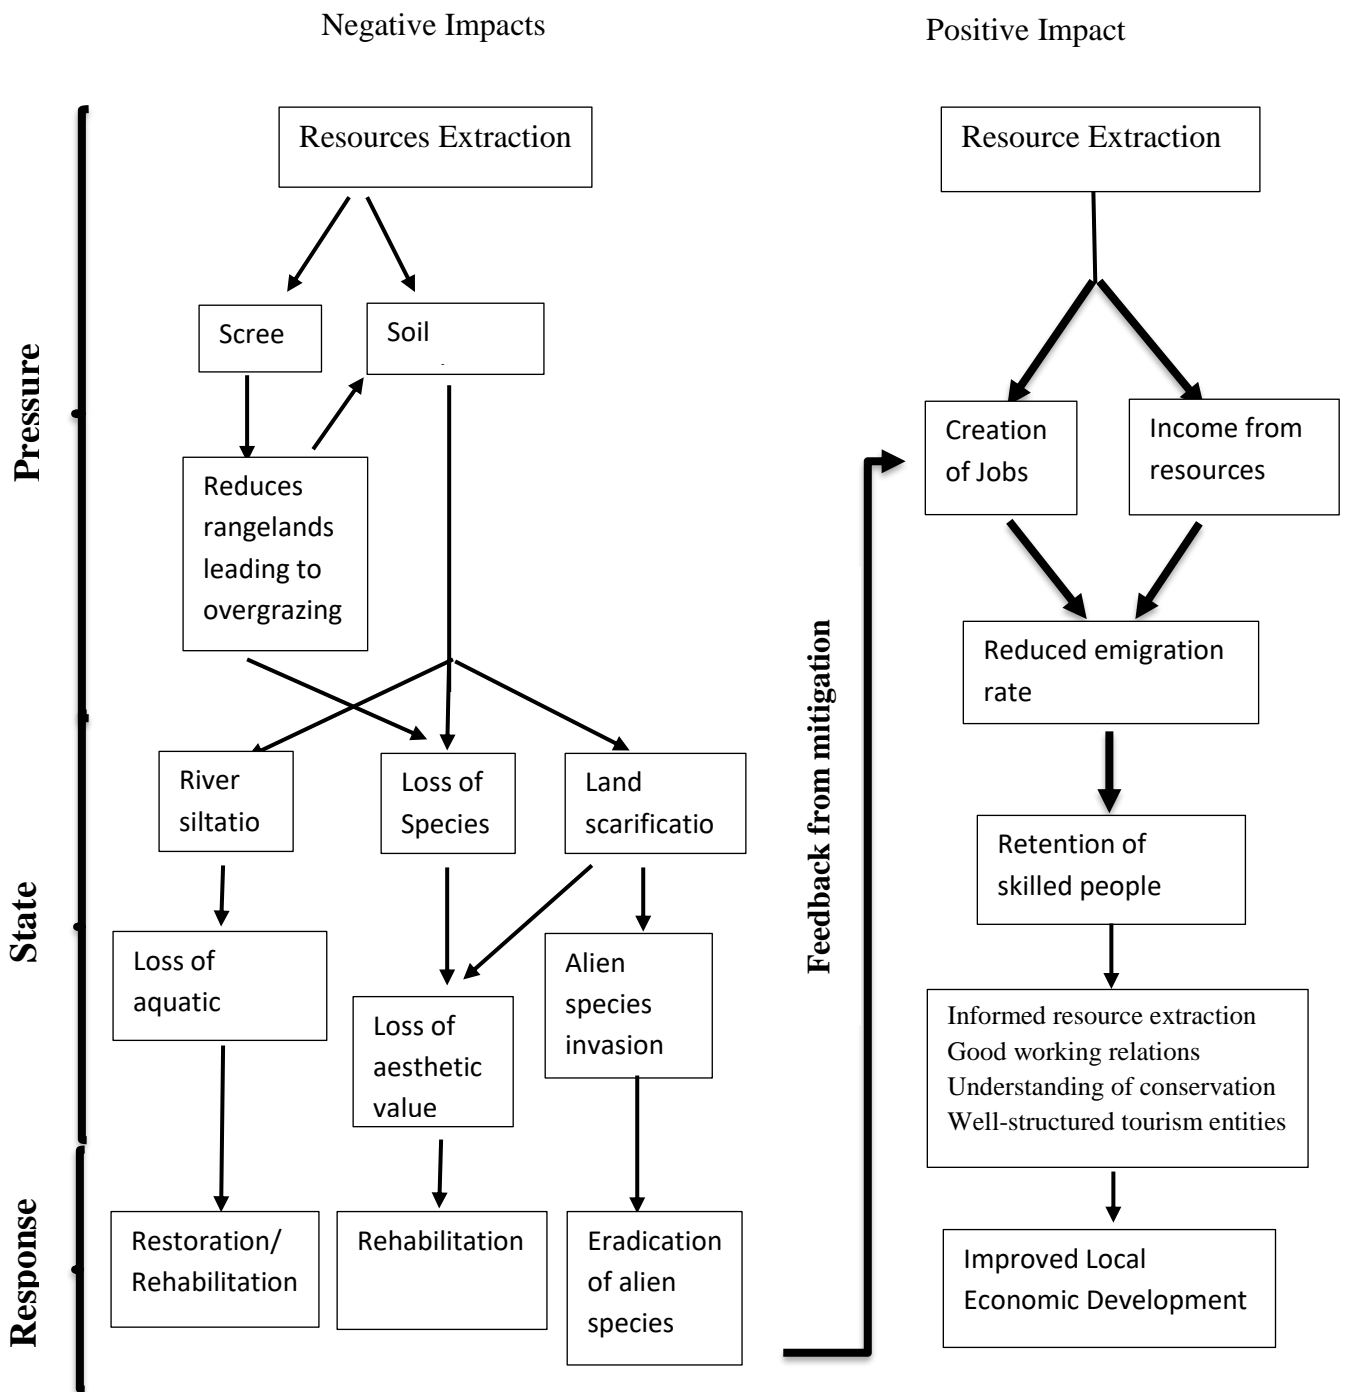 Negative Impacts
Positive Impact
Pressure
State
Response
Resources Extraction
Scree
Soil
Reduces
rangelands
leading to
overgrazing
River
siltatio
Loss of
Species
Land
scarificatio
Loss of
aquatic
Loss of
aesthetic
value
Alien
species
invasion
Restoration/
Rehabilitation
Rehabilitation
Eradication
of alien
species
Feedback from mitigation
Resource Extraction
Creation
of Jobs
Income from
resources
Reduced emigration
rate
Retention of
skilled people
Informed resource extraction
Good working relations
Understanding of conservation
Well-structured tourism entities
Improved Local
Economic Development